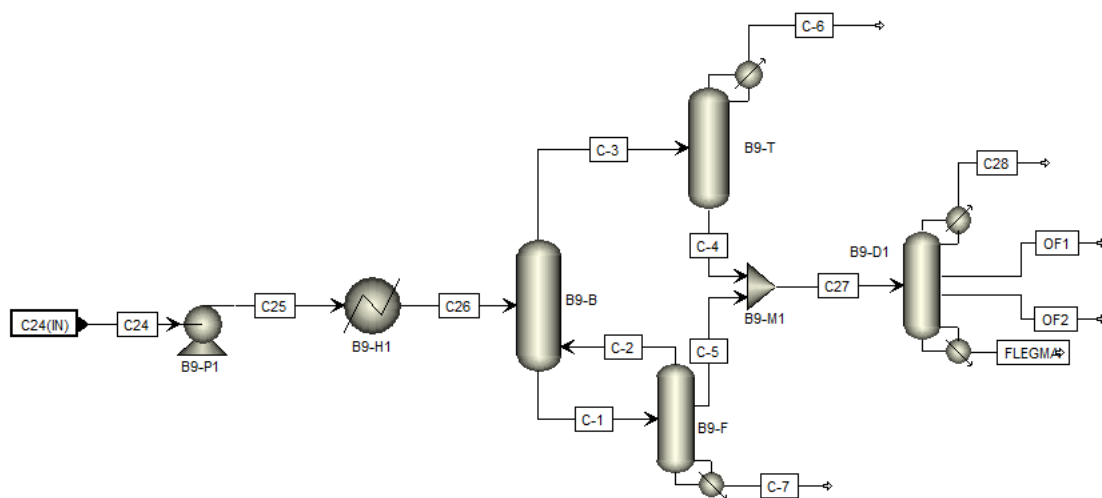 C-6
C-3
B9-T
C28
C-4
B9-D1
OF1
C24(IN)
C24
C25
C26
B9-B
C27
B9-P1
B9-H1
B9-M1
OF2
C-2
C-5
FLEGMA
C-1
B9-F
C-7